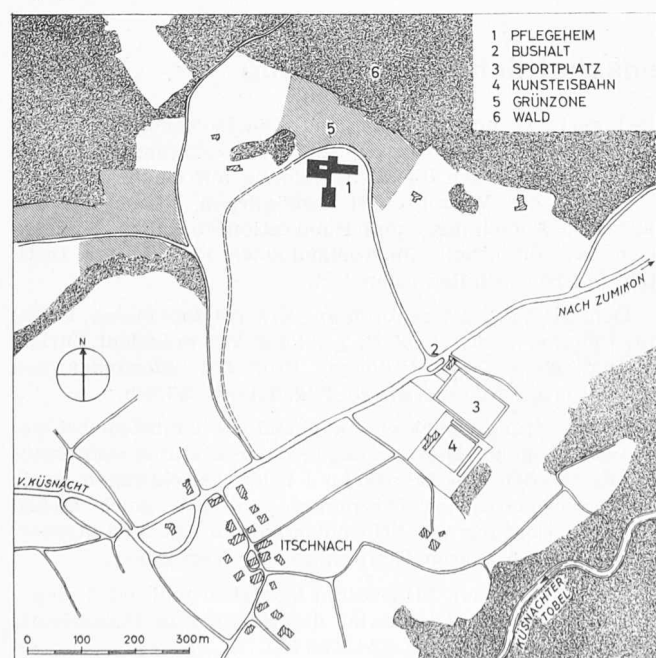 1 PFLEGEHEIM
2 BUSHALT
3 SPORTPLATZ
4 KUNSTEISBAHN
5 GRÜNZONE
6 WALD
6
5
1
NACH ZUMIKON
2
N
3
4
V. KÜSNACHT
ITSCHNACH
KÜSNACHTER
TOBEL
0 100 200 300 m